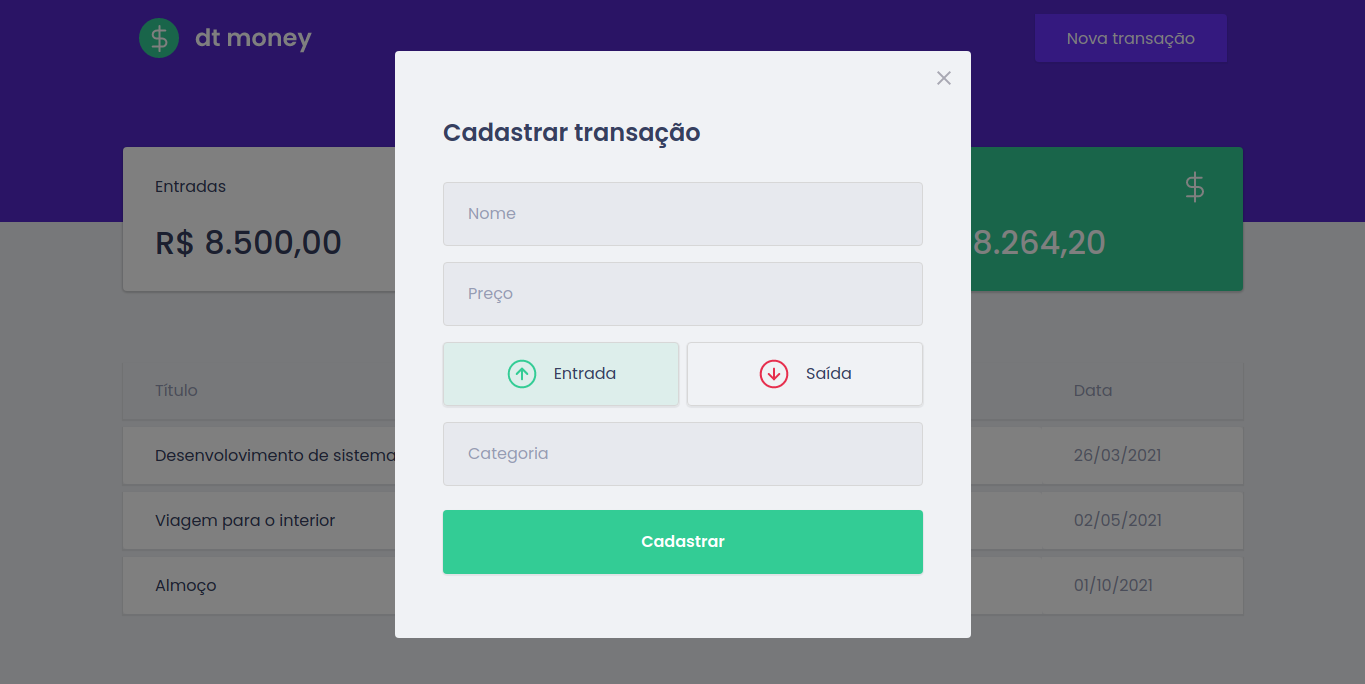 dt money
Nova transação
Cadastrar transação
Entradas
R$ 8.500,00
8.264,20
Nome
Preço
Entrada
Saída
Categoria
Cadastrar
Título
Data
Desenvolovimento de sistema
26/03/2021
Viagem para o interior
02/05/2021
Almoço
01/10/2021